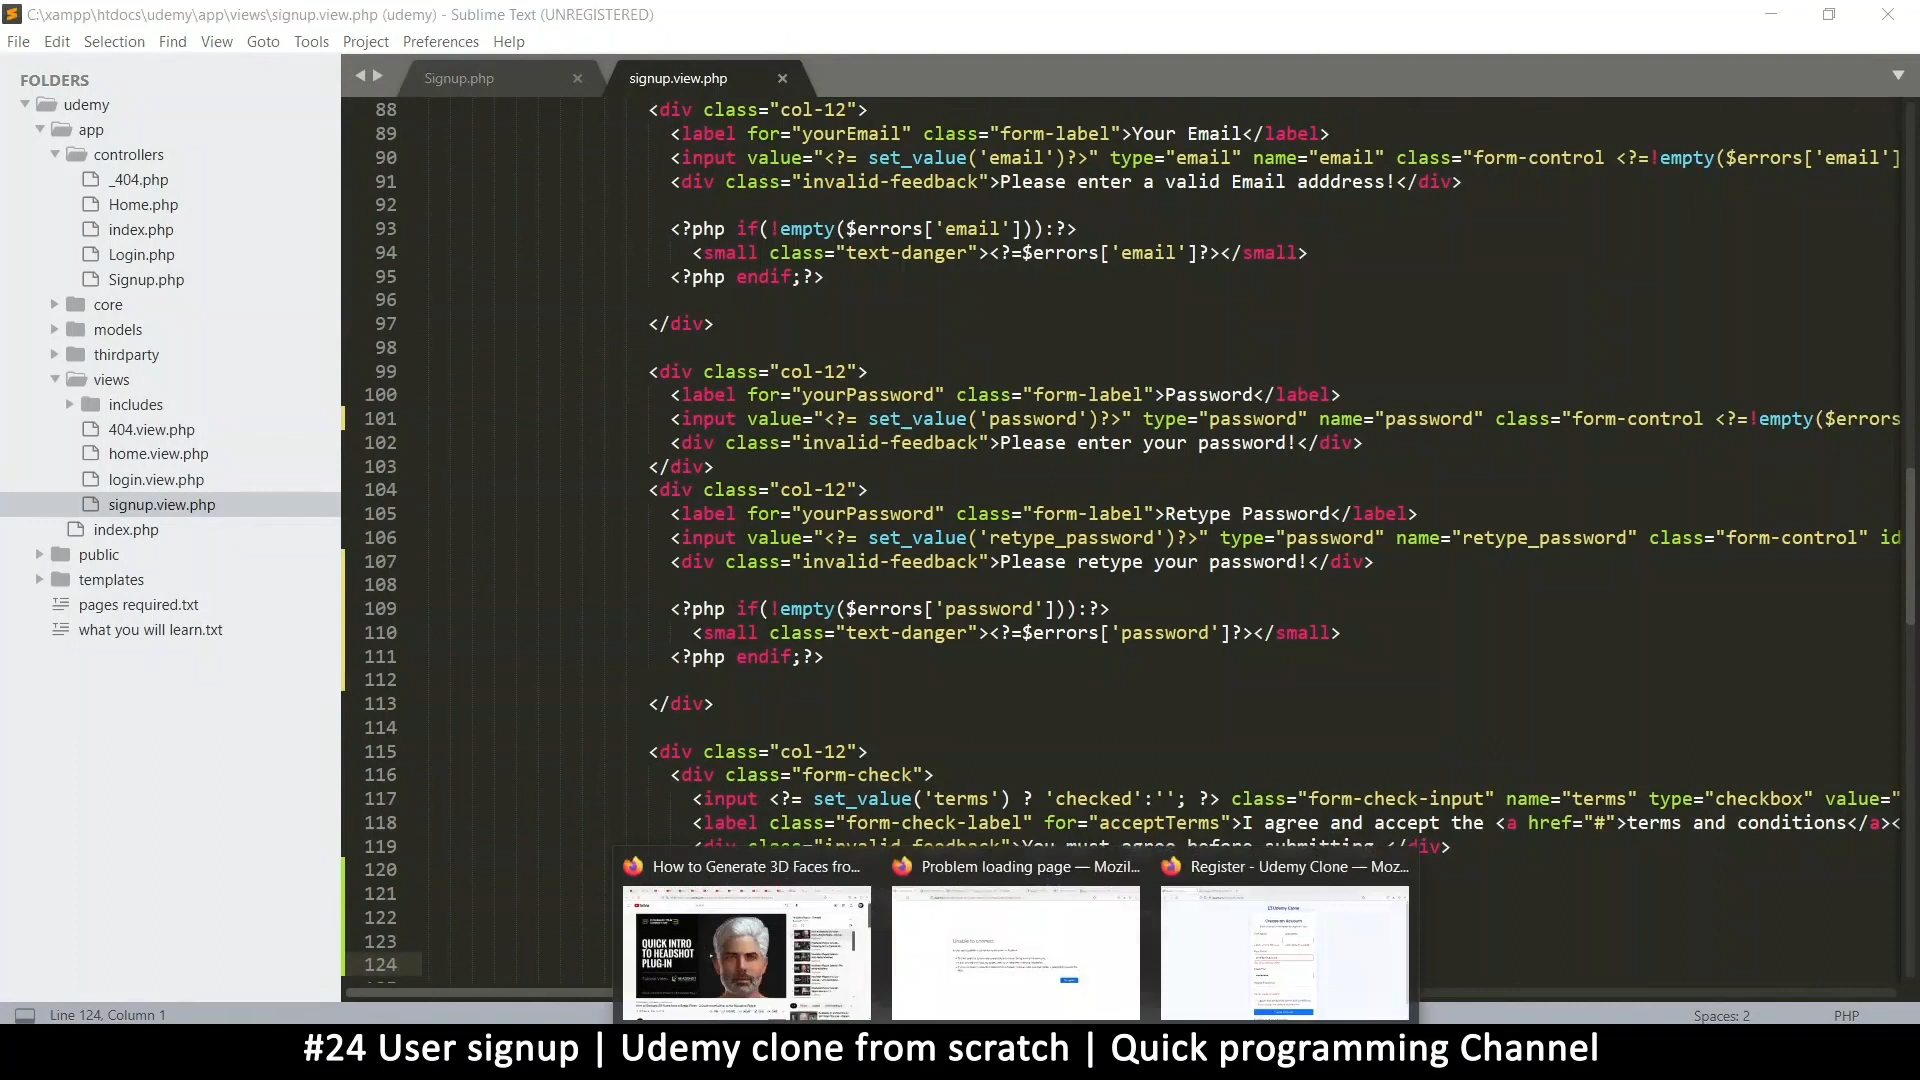 C:\xampp\htdocs\udemy\app\views\signup.view.php (udemy) - Sublime Text (UNREGISTERED)
File Edit Selection Find View Goto Tools Project Preferences Help
FOLDERS
udemy
app
controllers
_404.php
Home.php
index.php
Login.php
Signup.php
core
models
thirdparty
views
includes
404.view.php
home.view.php
login.view.php
signup.view.php
index.php
public
templates
pages required.txt
what you will learn.txt
Signup.php
signup.view.php
88 <div class="col-12">
89 <label for="yourEmail" class="form-label">Your Email</label>
90 <input value="<?= set_value('email')?>" type="email" name="email" class="form-control <?=!empty($errors['email']
91 <div class="invalid-feedback">Please enter a valid Email adddress!</div>
92
93 <?php if(!empty($errors['email'])):?>
94 <small class="text-danger"><?=$errors['email']?></small>
95 <?php endif;?>
96
97 </div>
98
99 <div class="col-12">
100 <label for="yourPassword" class="form-label">Password</label>
101 <input value="<?= set_value('password')?>" type="password" name="password" class="form-control <?=!empty($errors
102 <div class="invalid-feedback">Please enter your password!</div>
103 </div>
104 <div class="col-12">
105 <label for="yourPassword" class="form-label">Retype Password</label>
106 <input value="<?= set_value('retype_password')?>" type="password" name="retype_password" class="form-control" id
107 <div class="invalid-feedback">Please retype your password!</div>
108
109 <?php if(!empty($errors['password'])):?>
110 <small class="text-danger"><?=$errors['password']?></small>
111 <?php endif;?>
112
113 </div>
114
115 <div class="col-12">
116 <div class="form-check">
117 <input <?= set_value('terms') ? 'checked':''; ?> class="form-check-input" name="terms" type="checkbox" value="
118 <label class="form-check-label" for="acceptTerms">I agree and accept the <a href="#">terms and conditions</a><
119 <div class="invalid-feedback">You must agree before submitting.</div>
120
121
122
123
124
How to Generate 3D Faces fro...
Problem loading page — Mozil...
Register - Udemy Clone — Moz...
QUICK INTRO
TO HEADSHOT
PLUG-IN
Line 124, Column 1
Spaces: 2
PHP
#24 User signup | Udemy clone from scratch | Quick programming Channel